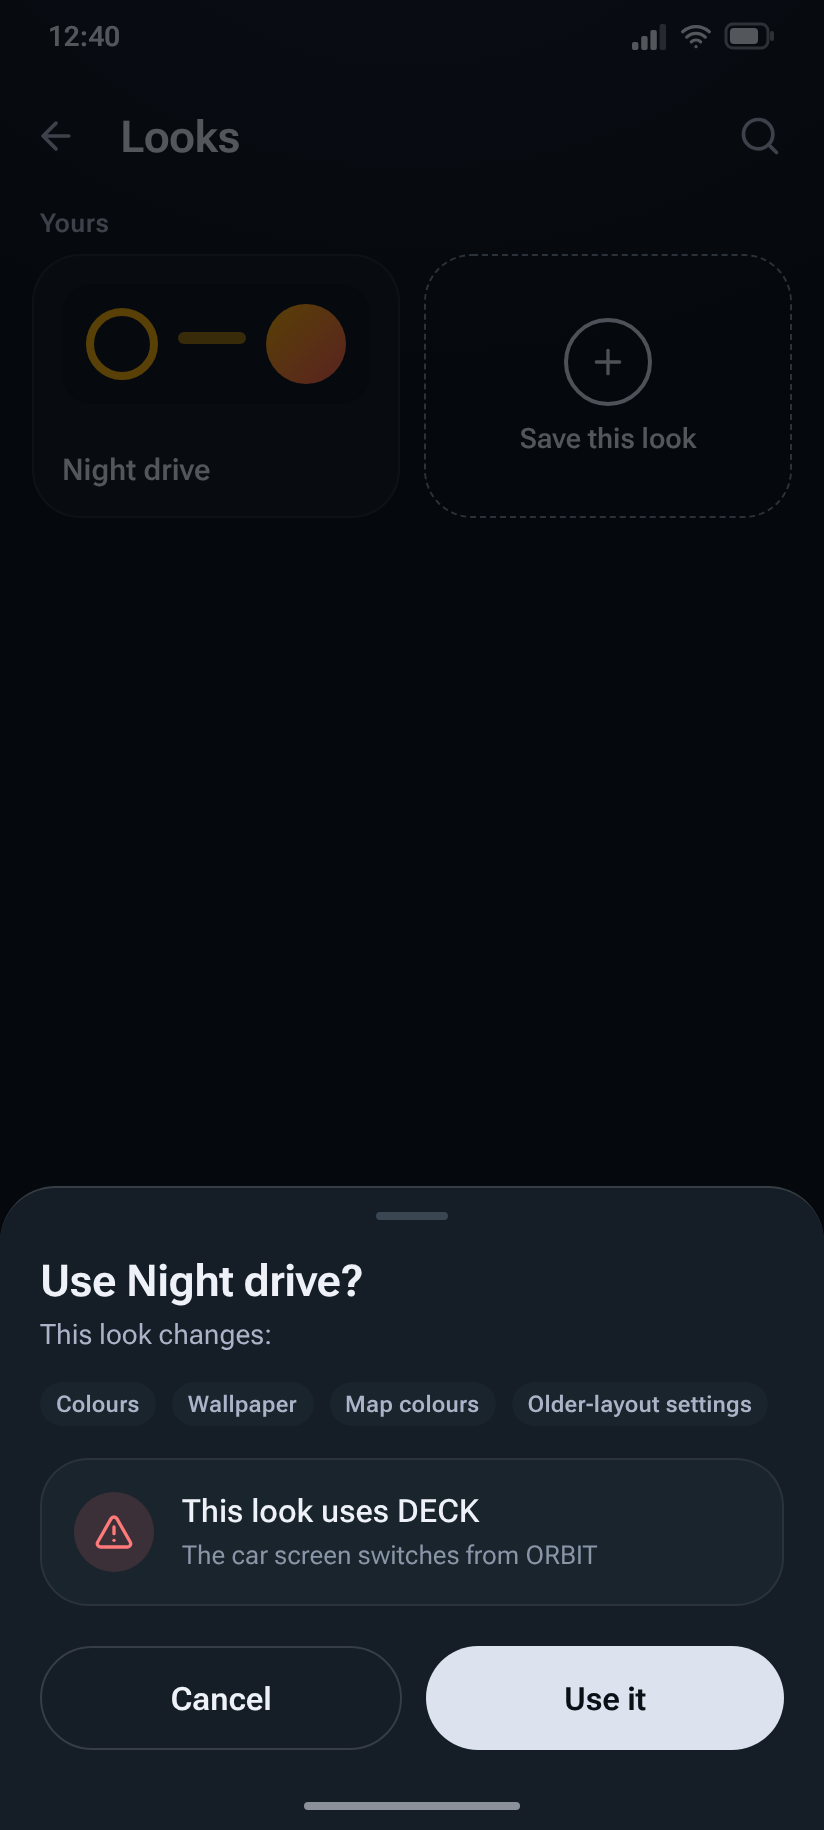 12:40
Looks
Yours
Night drive
Save this look
Use Night drive?
This look changes:
Colours
Wallpaper
Map colours
Older-layout settings
This look uses DECK
The car screen switches from ORBIT
Cancel
Use it